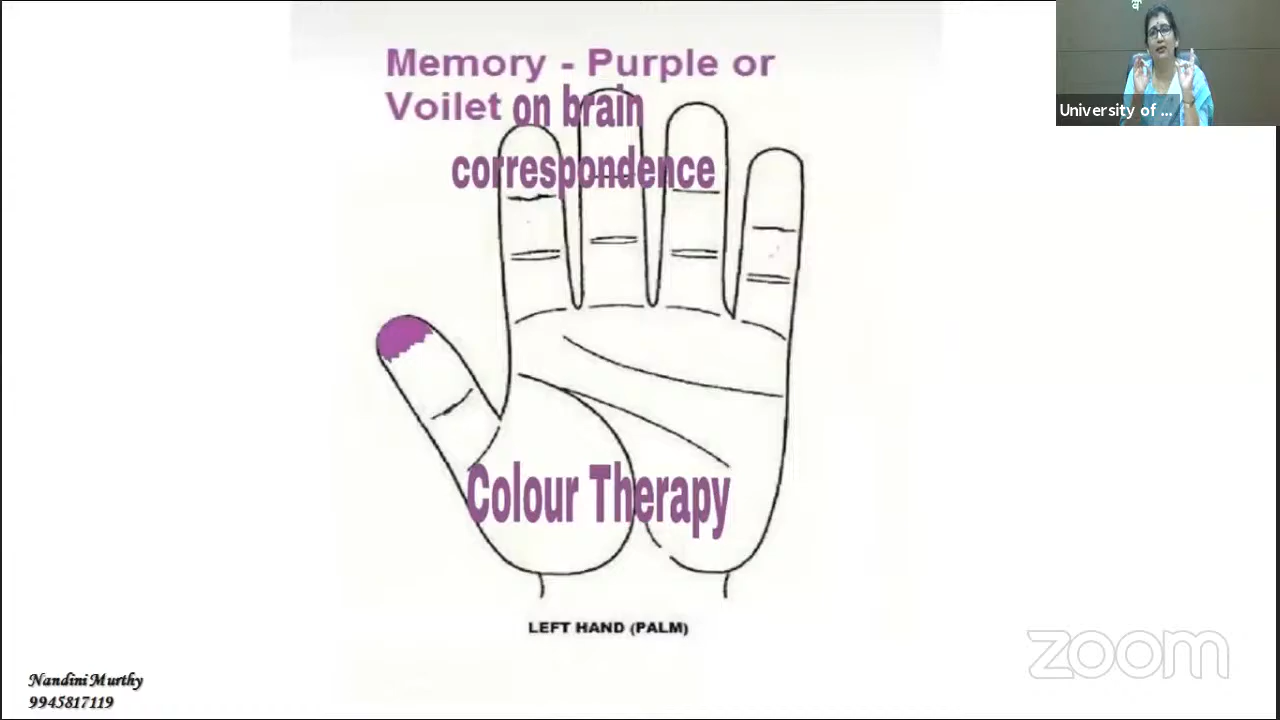 Memory - Purple or
Voilet on brain
correspondence
Colour Therapy
LEFT HAND (PALM)
University of ...
zoom
Nandini Murthy
9945817119